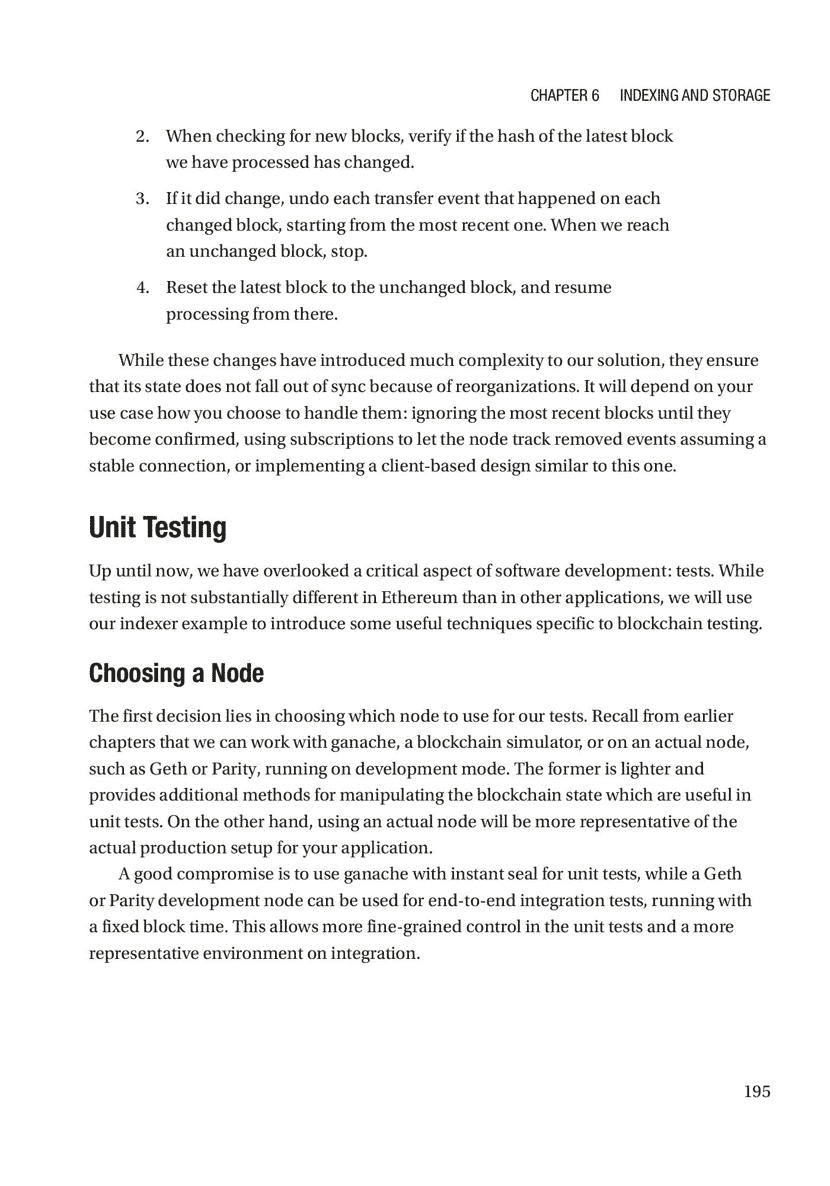 CHAPTER 6 INDEXING AND STORAGE
2. When checking for new blocks, verify if the hash of the latest block
we have processed has changed.
3. If it did change, undo each transfer event that happened on each
changed block, starting from the most recent one. When we reach
an unchanged block, stop.
4. Reset the latest block to the unchanged block, and resume
processing from there.
While these changes have introduced much complexity to our solution, they ensure
that its state does not fall out of sync because of reorganizations. It will depend on your
use case how you choose to handle them: ignoring the most recent blocks until they
become confirmed, using subscriptions to let the node track removed events assuming a
stable connection, or implementing a client-based design similar to this one.
Unit Testing
Up until now, we have overlooked a critical aspect of software development: tests. While
testing is not substantially different in Ethereum than in other applications, we will use
our indexer example to introduce some useful techniques specific to blockchain testing.
Choosing a Node
The first decision lies in choosing which node to use for our tests. Recall from earlier
chapters that we can work with ganache, a blockchain simulator, or on an actual node,
such as Geth or Parity, running on development mode. The former is lighter and
provides additional methods for manipulating the blockchain state which are useful in
unit tests. On the other hand, using an actual node will be more representative of the
actual production setup for your application.
A good compromise is to use ganache with instant seal for unit tests, while a Geth
or Parity development node can be used for end-to-end integration tests, running with
a fixed block time. This allows more fine-grained control in the unit tests and a more
representative environment on integration.
195